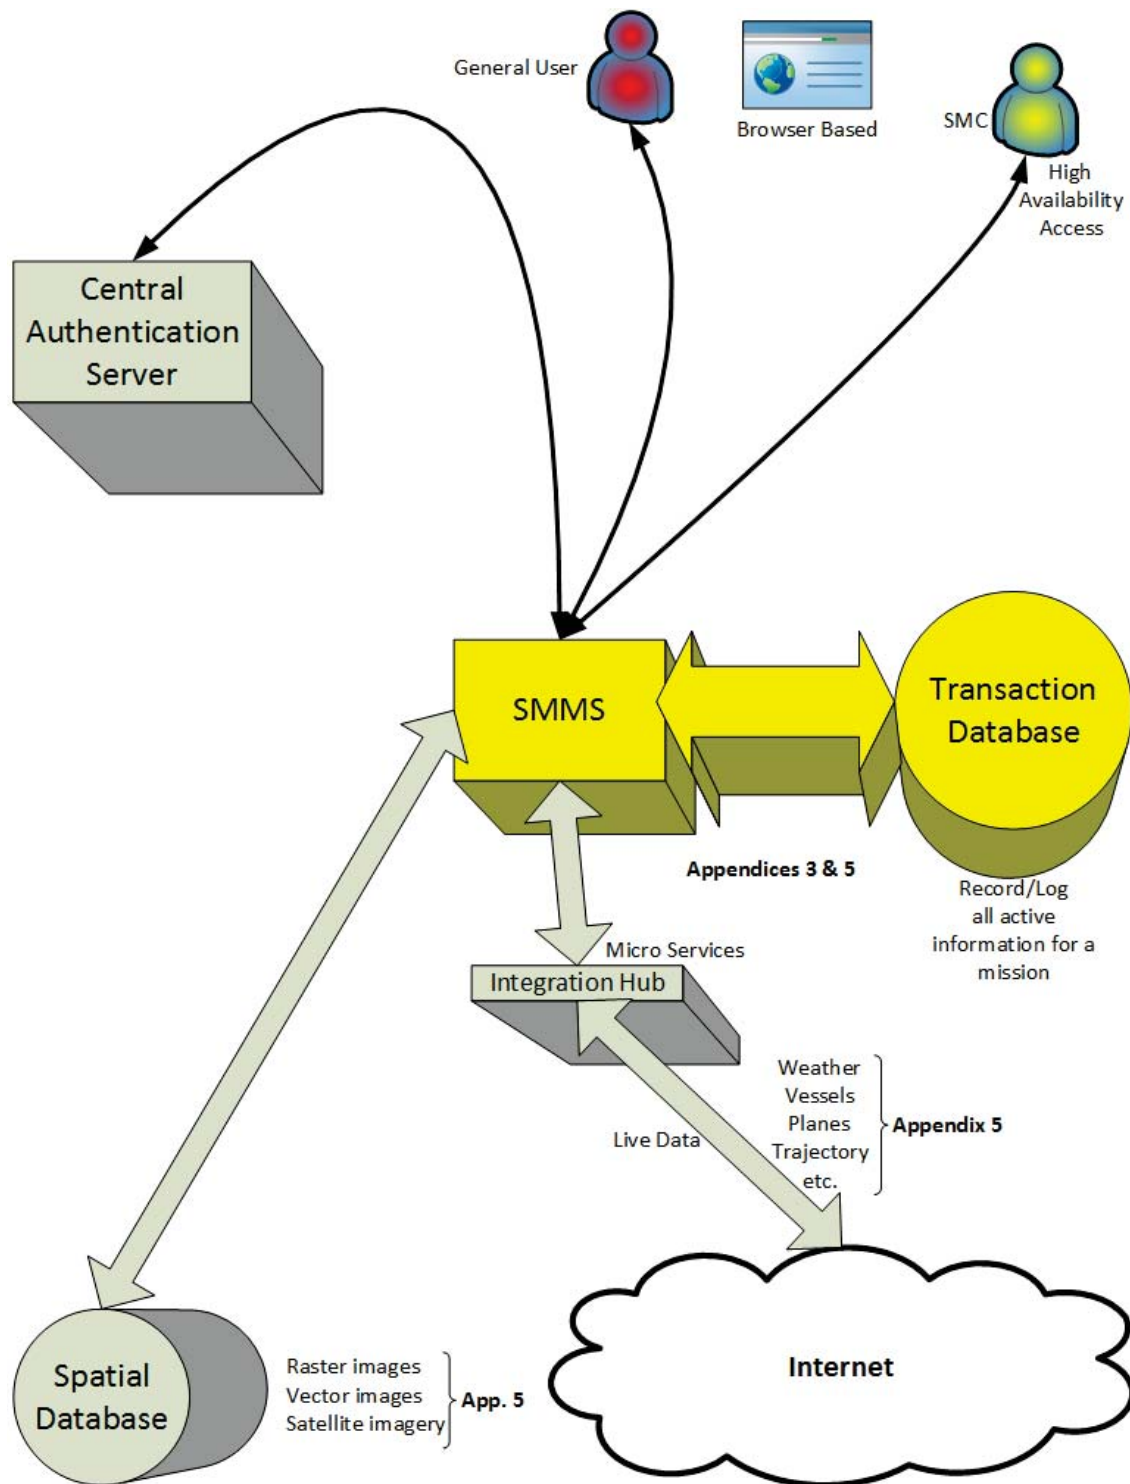 General User
Browser Based
SMC
High
Availability
Access
Central
Authentication
Server
SMMS
Transaction
Database
Appendices 3 & 5
Record/Log
all active
information for a
mission
Micro Services
Integration Hub
Weather
Vessels
Planes
Trajectory
etc.
Appendix 5
Live Data
Spatial
Database
Raster images
Vector images
Satellite imagery
App. 5
Internet